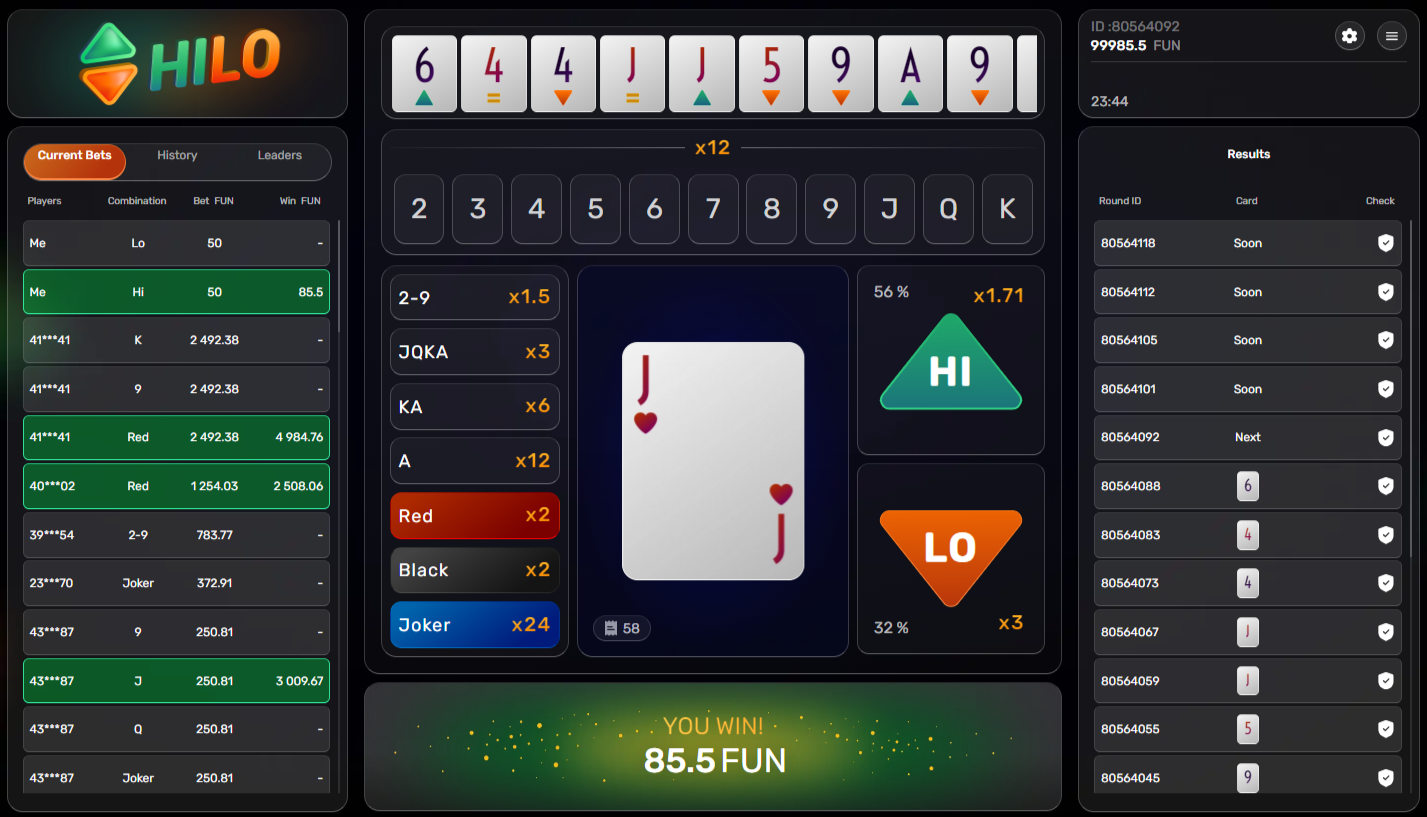 HILO
Current Bets History Leaders
Players Combination Bet FUN Win FUN
Me Lo 50 -
Me Hi 50 85.5
41***41 K 2 492.38 -
41***41 9 2 492.38 -
41***41 Red 2 492.38 4 984.76
40***02 Red 1 254.03 2 508.06
39***54 2-9 783.77 -
23***70 Joker 372.91 -
43***87 9 250.81 -
43***87 J 250.81 3 009.67
43***87 Q 250.81 -
43***87 Joker 250.81 -
6 4 4 J J 5 9 A 9
= =
x12
2 3 4 5 6 7 8 9 J Q K
2-9 x1.5
JQKA x3
KA x6
A x12
Red x2
Black x2
Joker x24
J
J
58
56 % x1.71
HI
LO
32 % x3
YOU WIN!
85.5 FUN
ID :80564092
99985.5 FUN
23:44
Results
Round ID Card Check
80564118 Soon
80564112 Soon
80564105 Soon
80564101 Soon
80564092 Next
80564088 6
80564083 4
80564073 4
80564067 J
80564059 J
80564055 5
80564045 9